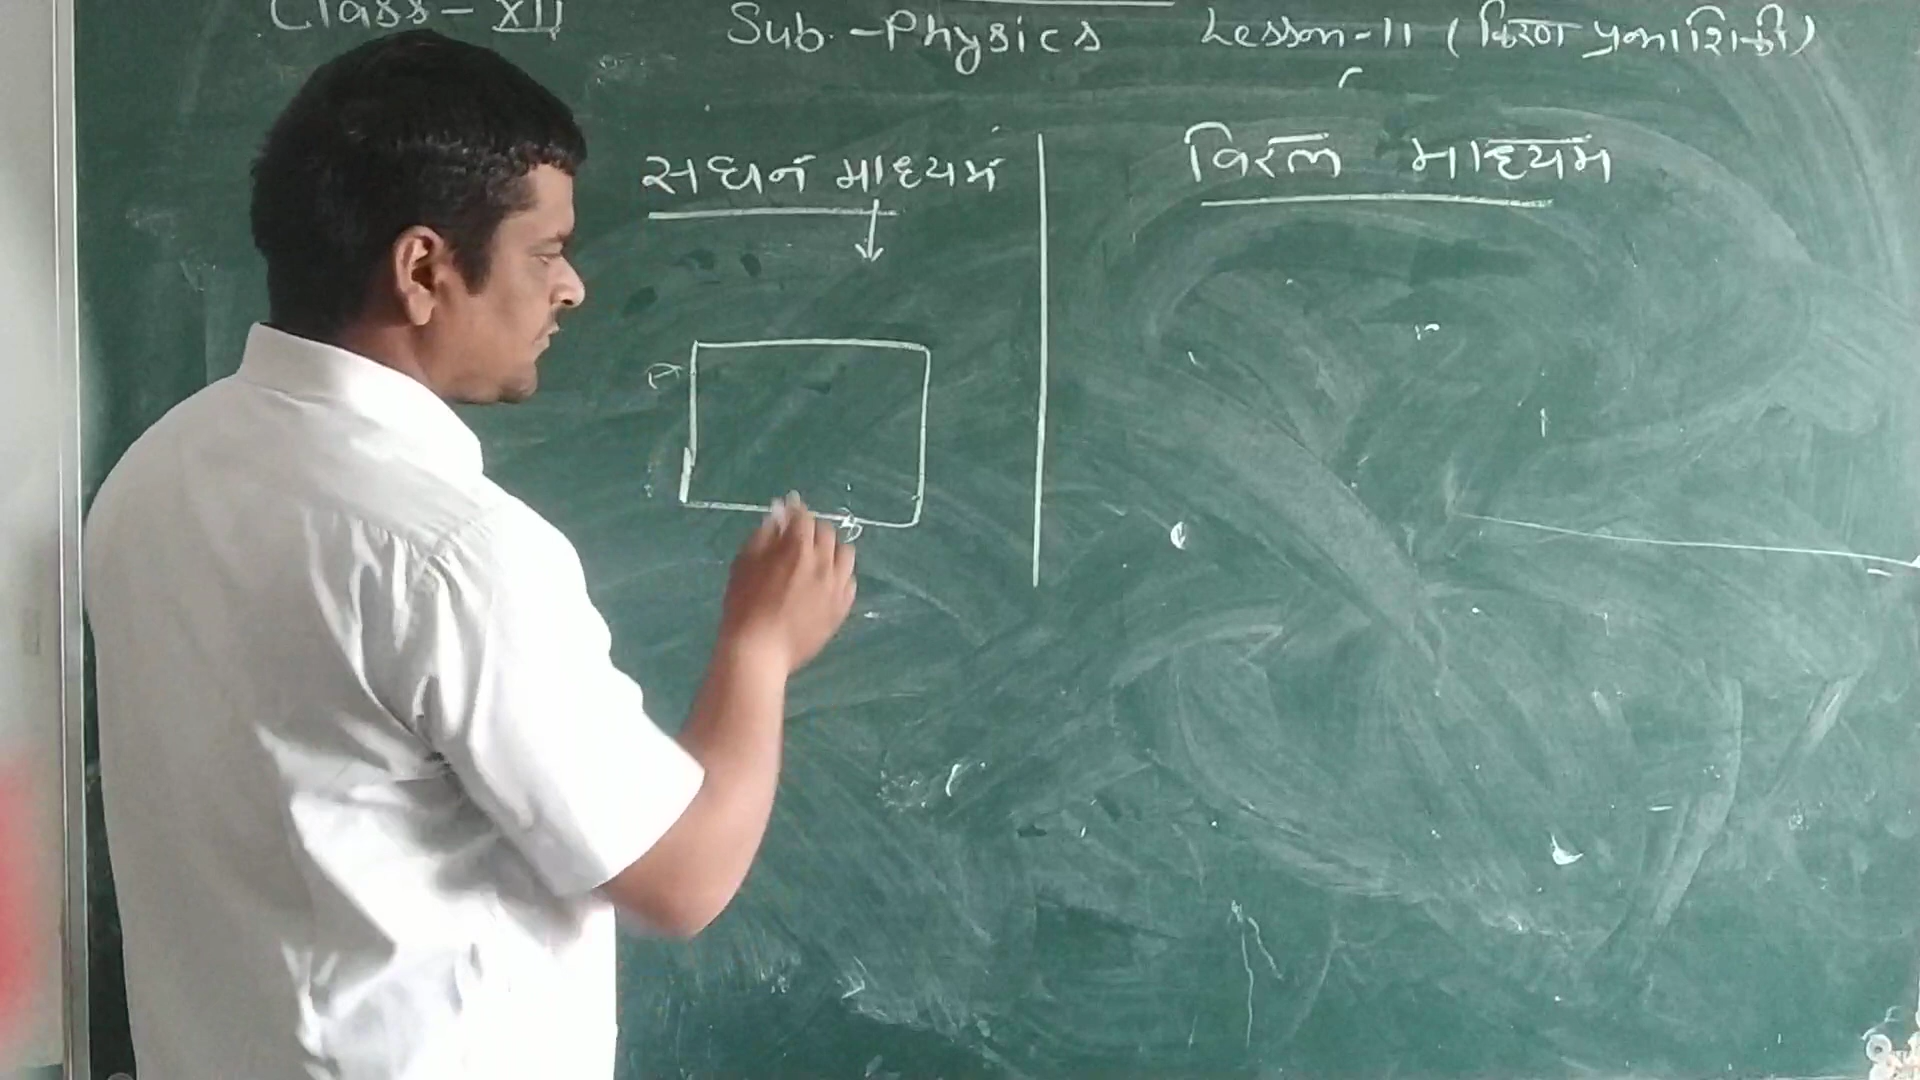 Class - XII Sub. - Physics Lesson - 11 (किरण प्रकाशिकी)
सघन माध्यम
विरल माध्यम